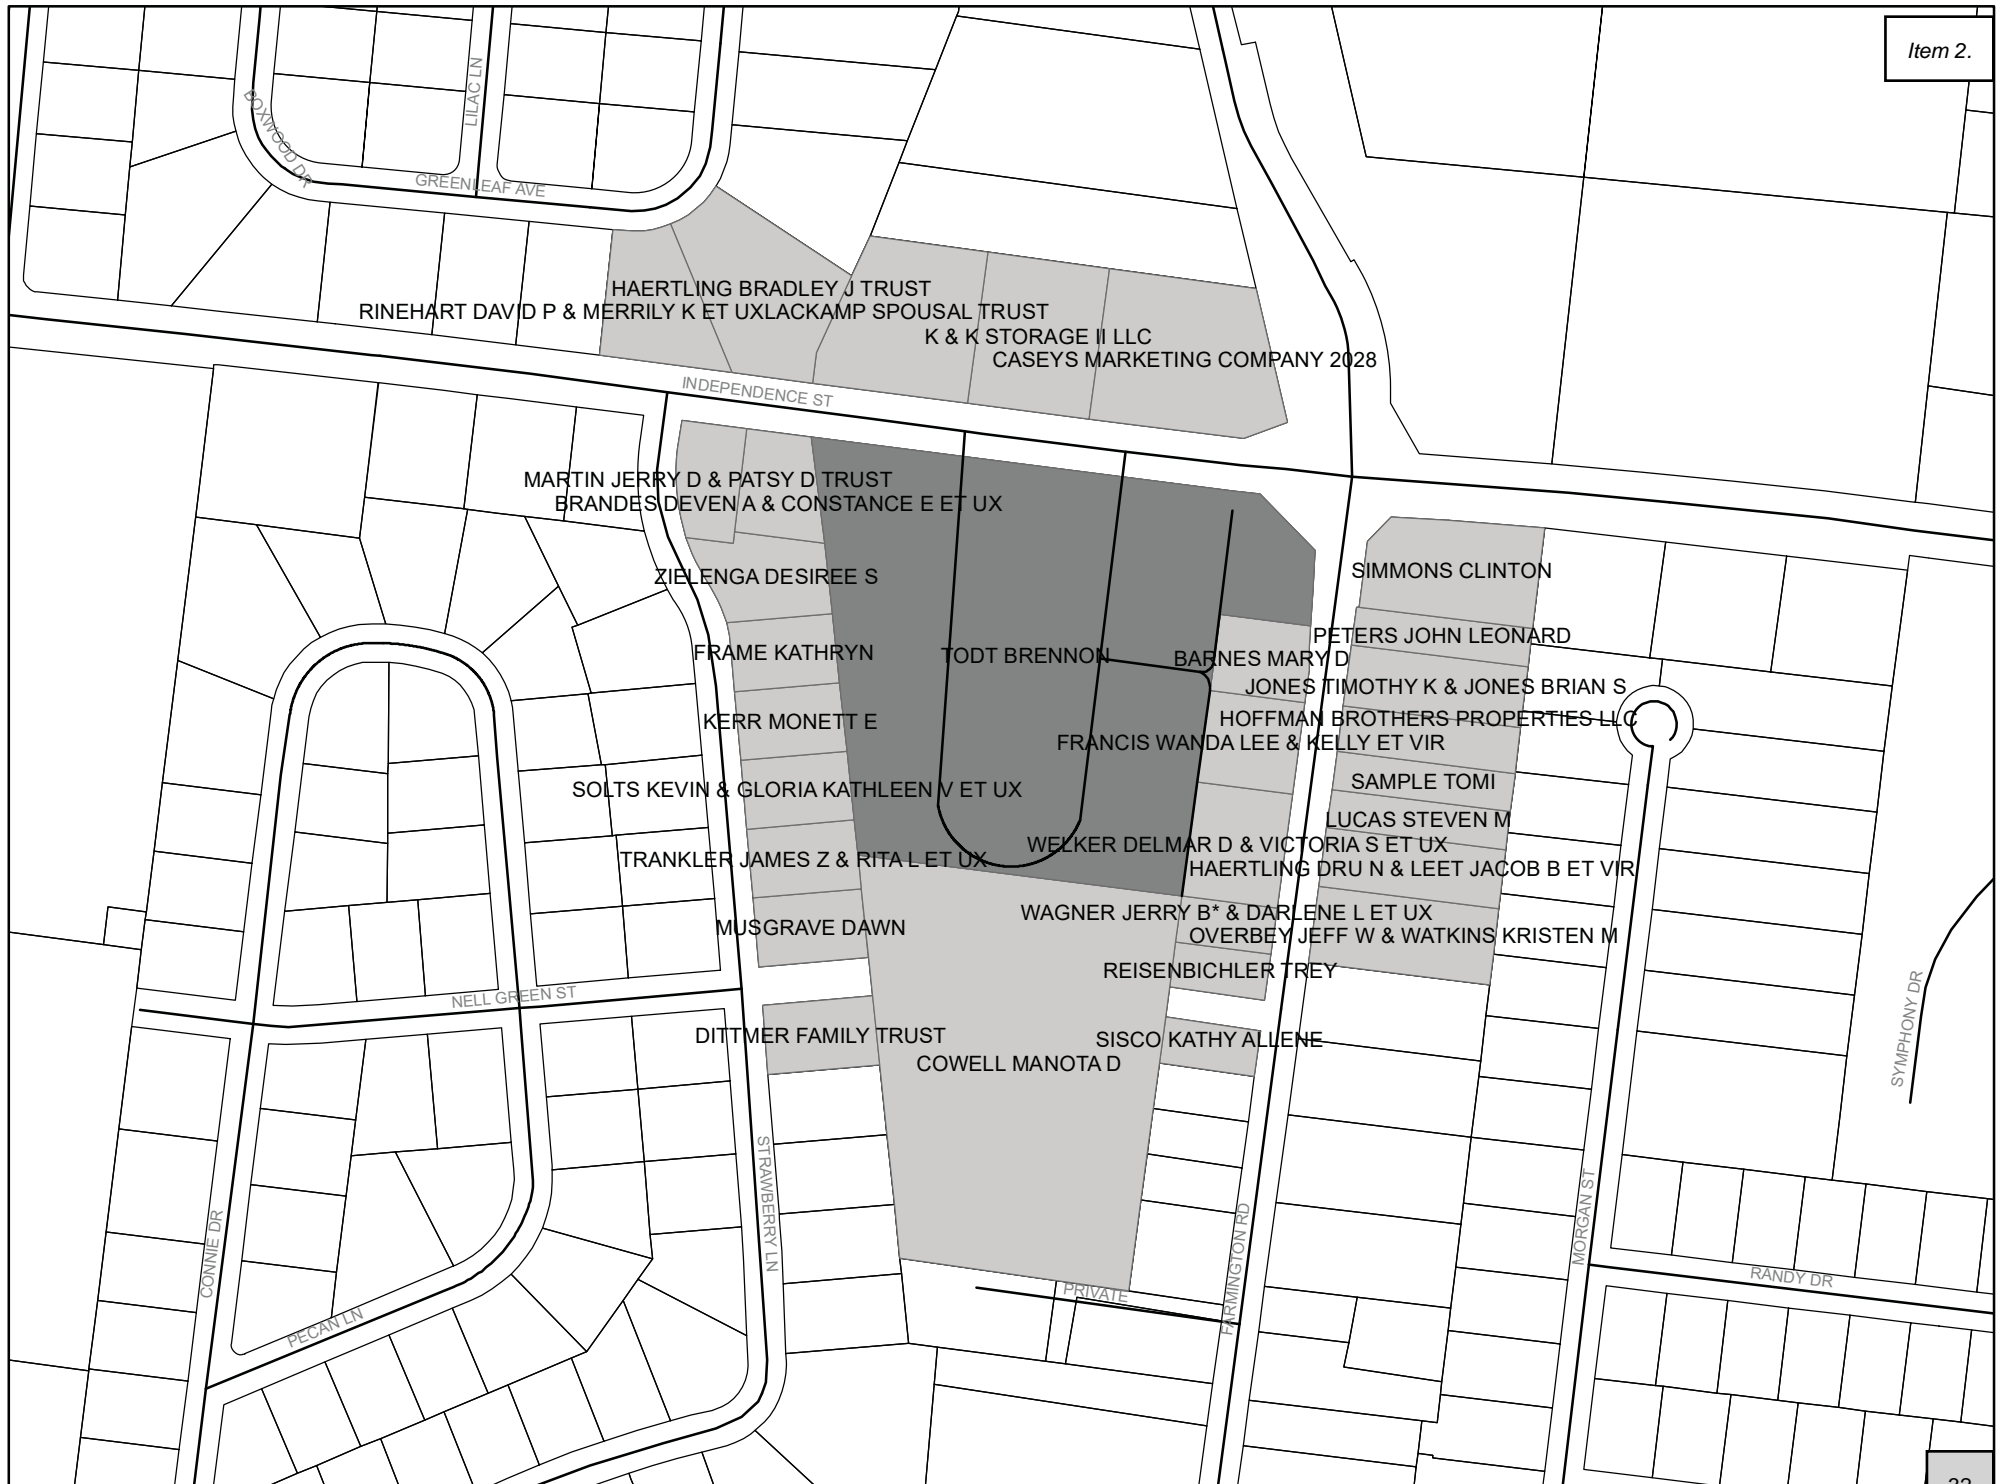 Item 2.
BOXWOOD DR
LILAC LN
GREENLEAF AVE
HAERTLING BRADLEY J TRUST
RINEHART DAVID P & MERRILY K ET UXLACKAMP SPOUSAL TRUST
K & K STORAGE II LLC
CASEYS MARKETING COMPANY 2028
INDEPENDENCE ST
MARTIN JERRY D & PATSY D TRUST
BRANDES DEVEN A & CONSTANCE E ET UX
ZIELENGA DESIREE S
SIMMONS CLINTON
PETERS JOHN LEONARD
FRAME KATHRYN
TODT BRENNON
BARNES MARY D
JONES TIMOTHY K & JONES BRIAN S
KERR MONETT E
HOFFMAN BROTHERS PROPERTIES LLC
FRANCIS WANDA LEE & KELLY ET VIR
SOLTS KEVIN & GLORIA KATHLEEN V ET UX
SAMPLE TOMI
LUCAS STEVEN M
WELKER DELMAR D & VICTORIA S ET UX
TRANKLER JAMES Z & RITA L ET UX
HAERTLING DRU N & LEET JACOB B ET VIR
WAGNER JERRY B* & DARLENE L ET UX
MUSGRAVE DAWN
OVERBEY JEFF W & WATKINS KRISTEN M
REISENBICHLER TREY
NELL GREEN ST
SYMPHONY DR
DITTMER FAMILY TRUST
SISCO KATHY ALLENE
COWELL MANOTA D
STRAWBERRY LN
CONNIE DR
FARMINGTON RD
MORGAN ST
RANDY DR
PRIVATE
PECAN LN